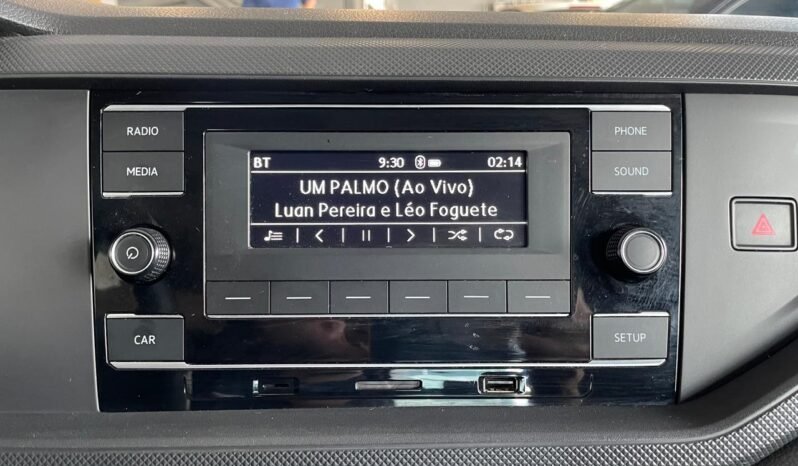 RADIO
MEDIA
PHONE
SOUND
BT 9:30 02:14
UM PALMO (Ao Vivo)
Luan Pereira e Léo Foguete
CAR
SETUP